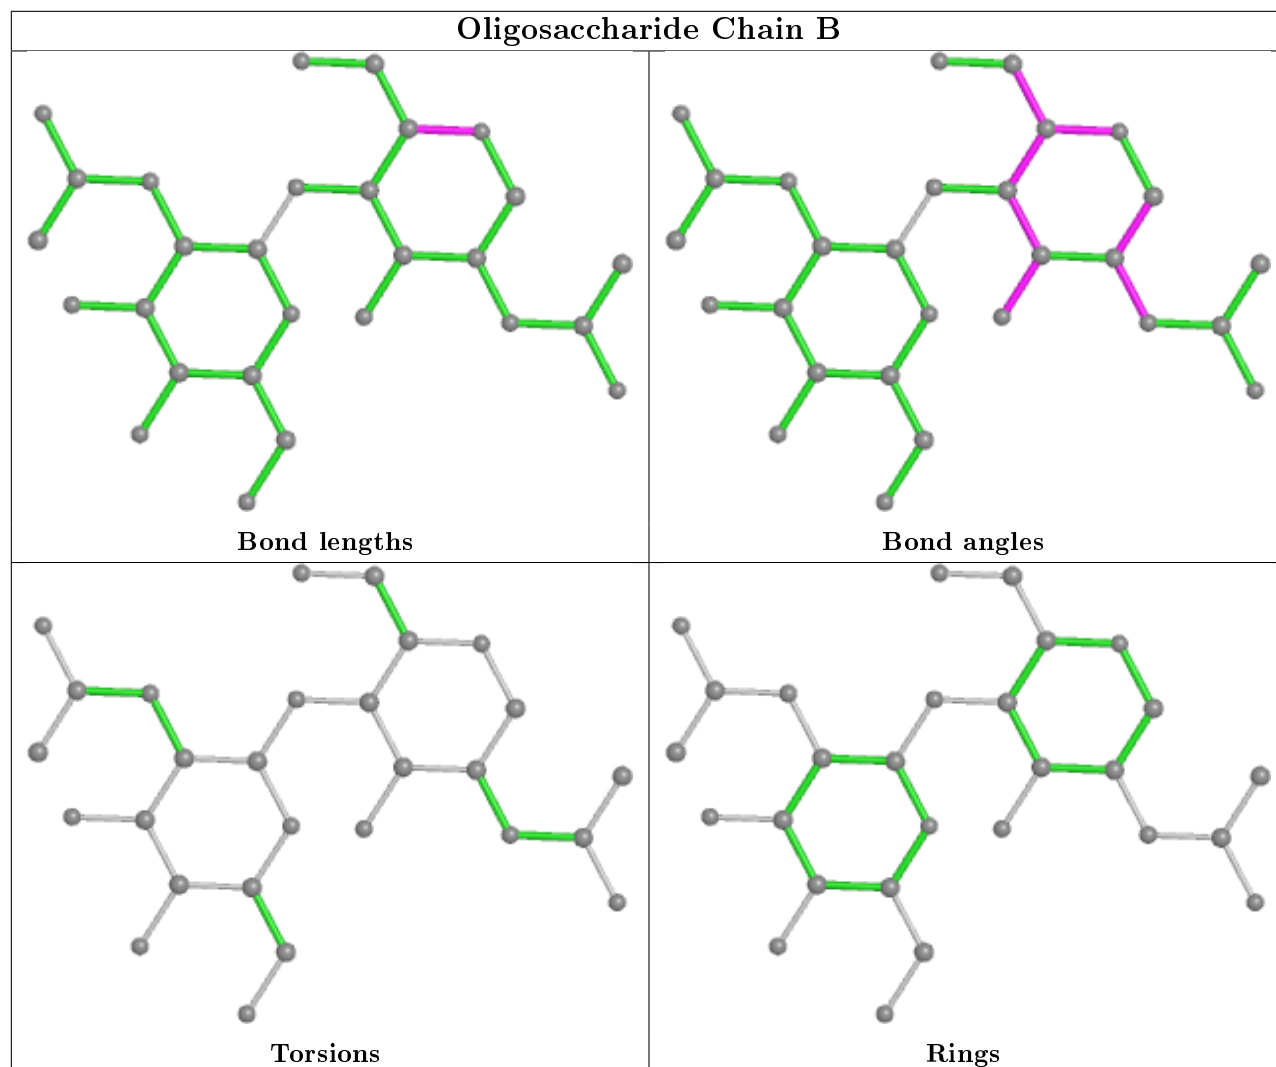 Oligosaccharide Chain B
Bond lengths
Bond angles
Torsions
Rings